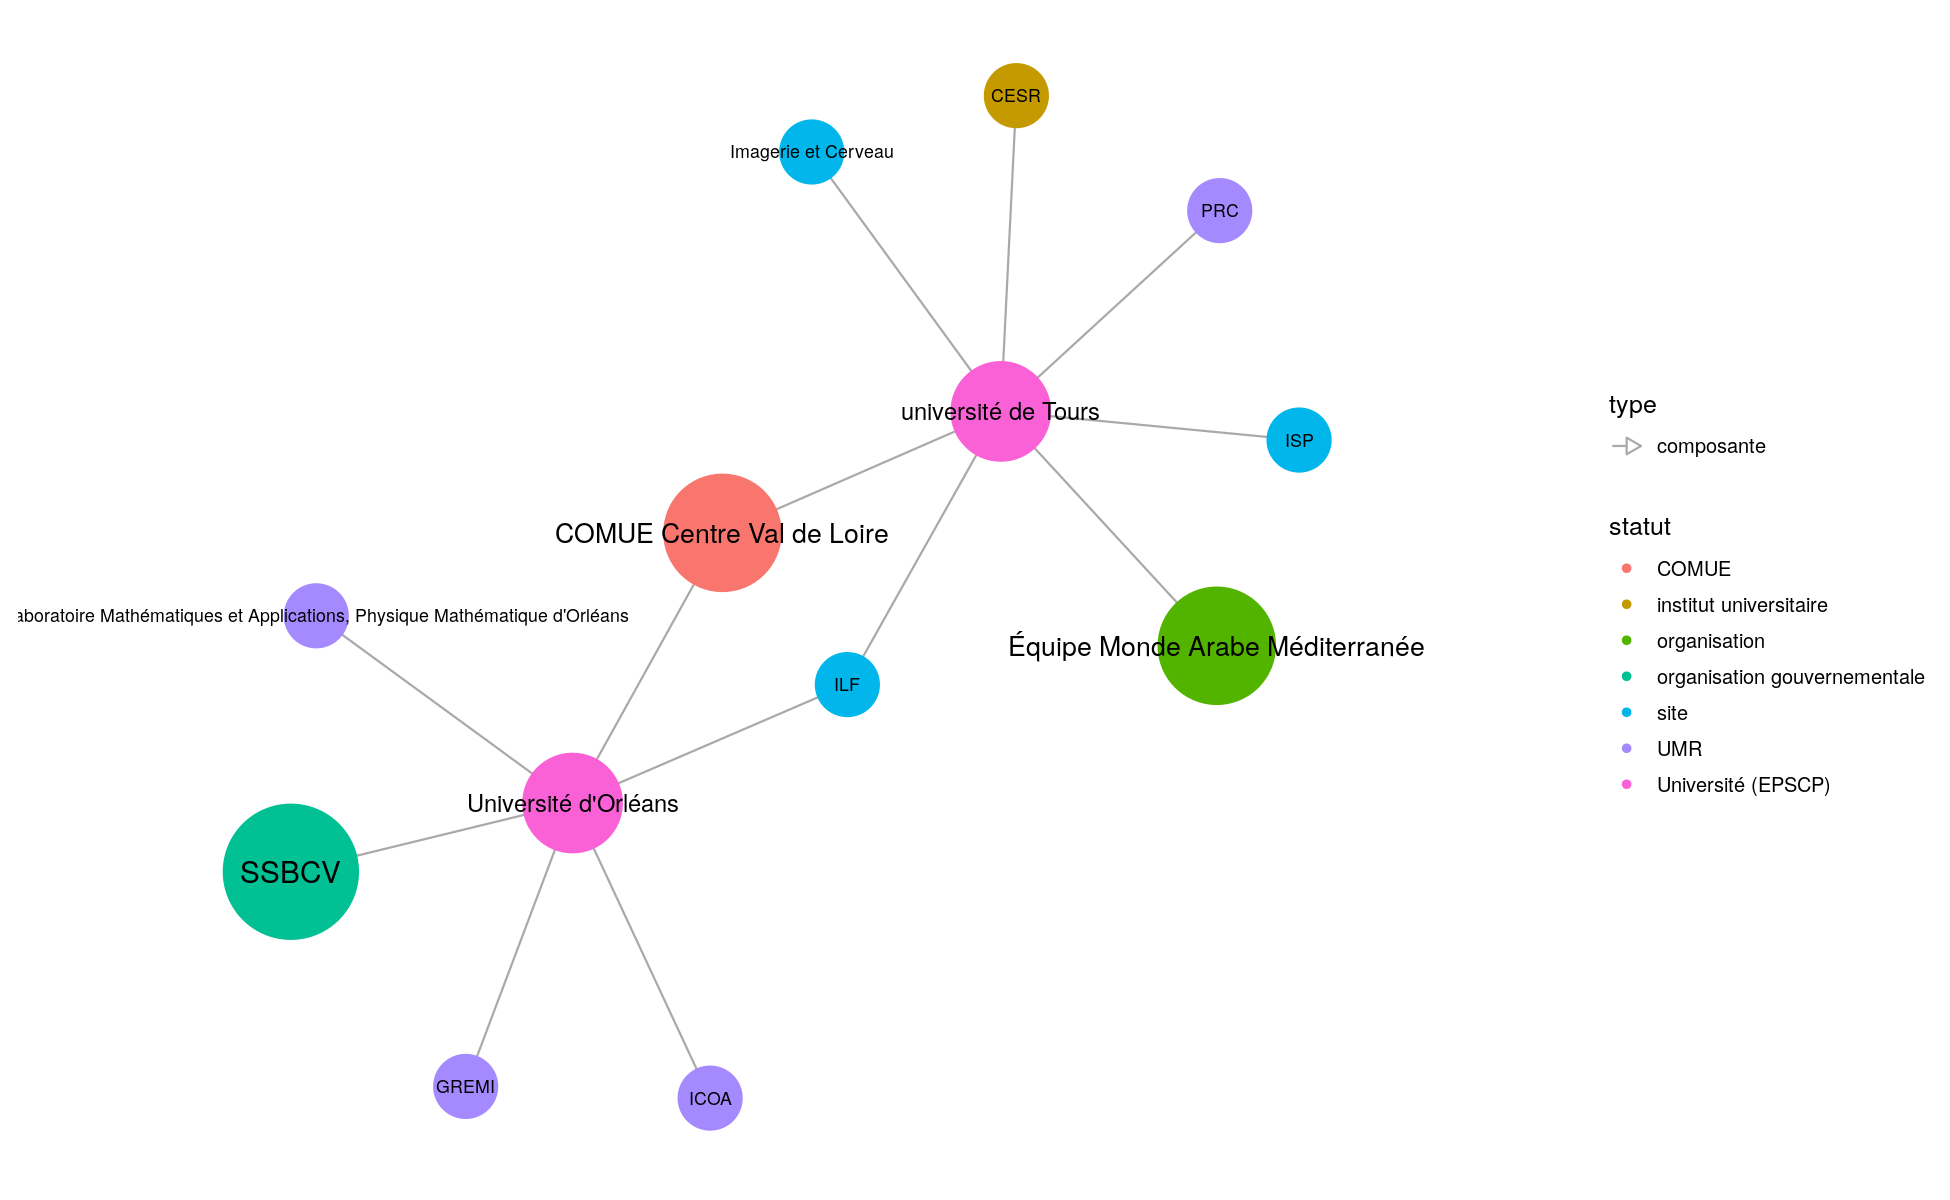 CESR
Imagerie et Cerveau
PRC
université de Tours
ISP
COMUE Centre Val de Loire
aboratoire Mathématiques et Applications, Physique Mathématique d'Orléans
Équipe Monde Arabe Méditerranée
ILF
Université d'Orléans
SSBCV
GREMI
ICOA
type
composante
statut
COMUE
institut universitaire
organisation
organisation gouvernementale
site
UMR
Université (EPSCP)